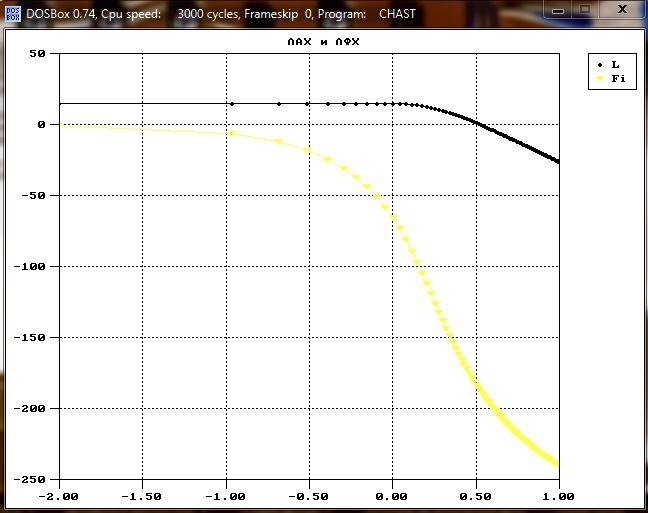 DOSBox 0.74, Cpu speed: 3000 cycles, Frameskip 0, Program: CHAST
ЛАХ и ЛФХ
L
Fi
50
0
-50
-100
-150
-200
-250
-2.00 -1.50 -1.00 -0.50 0.00 0.50 1.00